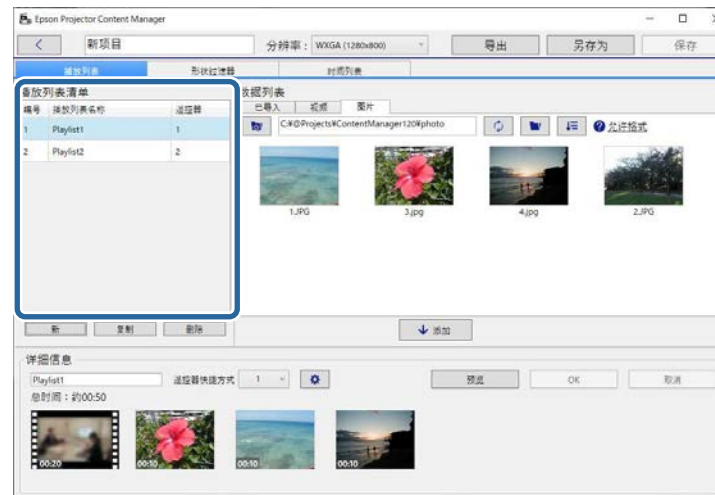 Epson Projector Content Manager
新项目 分辨率： WXGA (1280x800) 导出 另存为 保存
播放列表 形状过滤器 时间列表
播放列表清单 数据列表
编号 播放列表名称 遥控器 已导入 视频 图片
1 Playlist1 1 C:¥@Projects¥ContentManager120¥photo 允许格式
2 Playlist2 2
1.JPG 3.jpg 4.jpg 2.JPG
新 复制 删除 添加
详细信息
Playlist1 遥控器快捷方式 1 预览 OK 取消
总时间：约00:50
00:20 00:10 00:10 00:10